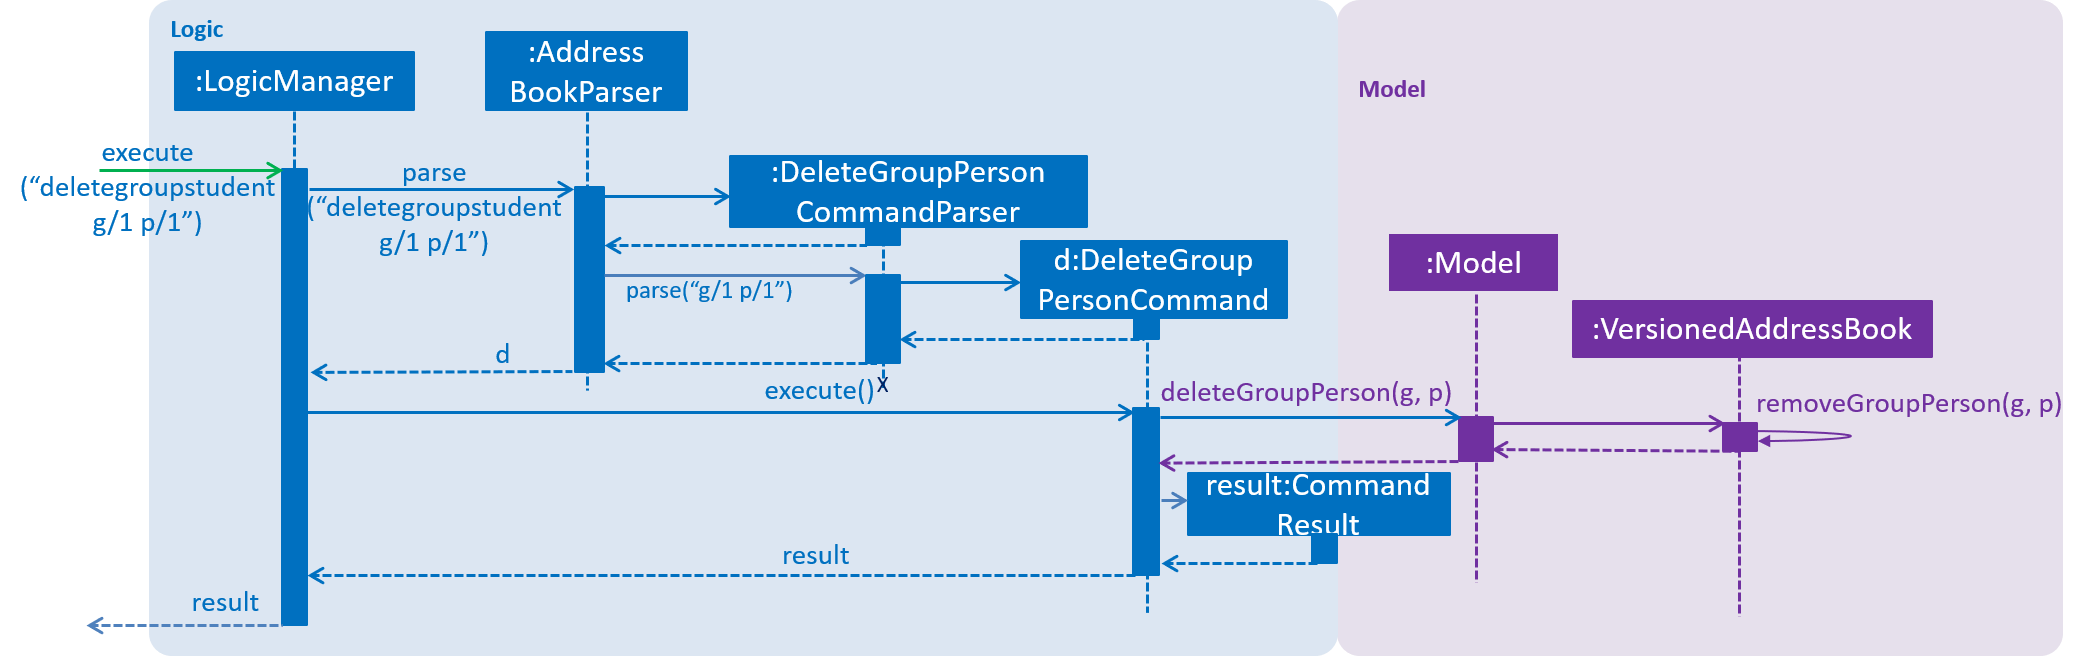 Logic
:LogicManager
:Address
BookParser
Model
execute
(“deletegroupstudent
g/1 p/1”)
parse
(“deletegroupstudent
g/1 p/1”)
:DeleteGroupPerson
CommandParser
d:DeleteGroup
PersonCommand
:Model
:VersionedAddressBook
parse(“g/1 p/1”)
d
execute()
X
deleteGroupPerson(g, p)
removeGroupPerson(g, p)
result:Command
Result
result
result